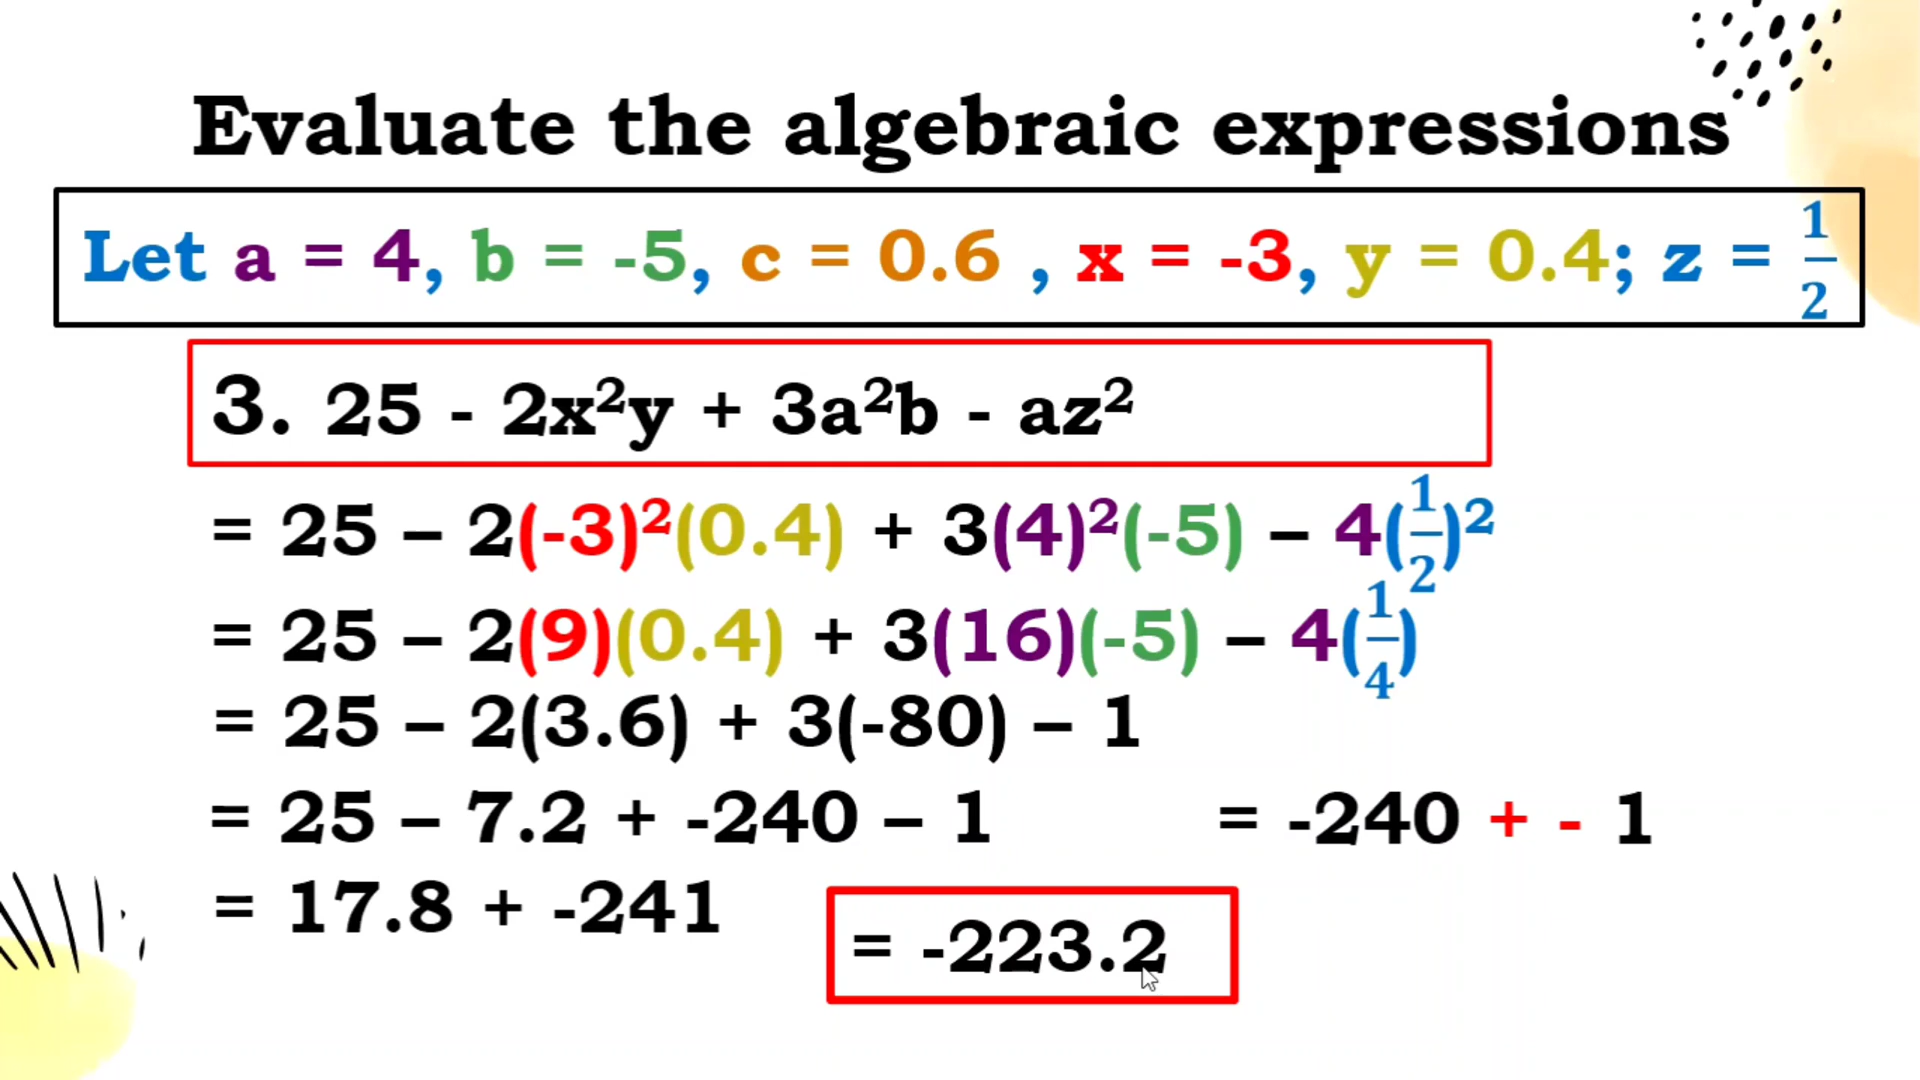 Evaluate the algebraic expressions
Let a = 4, b = -5, c = 0.6 , x = -3, y = 0.4; z = 1/2
3. 25 - 2x²y + 3a²b - az²
= 25 – 2(-3)²(0.4) + 3(4)²(-5) – 4(1/2)²
= 25 – 2(9)(0.4) + 3(16)(-5) – 4(1/4)
= 25 – 2(3.6) + 3(-80) – 1
= 25 – 7.2 + -240 – 1
= -240 + - 1
= 17.8 + -241
= -223.2